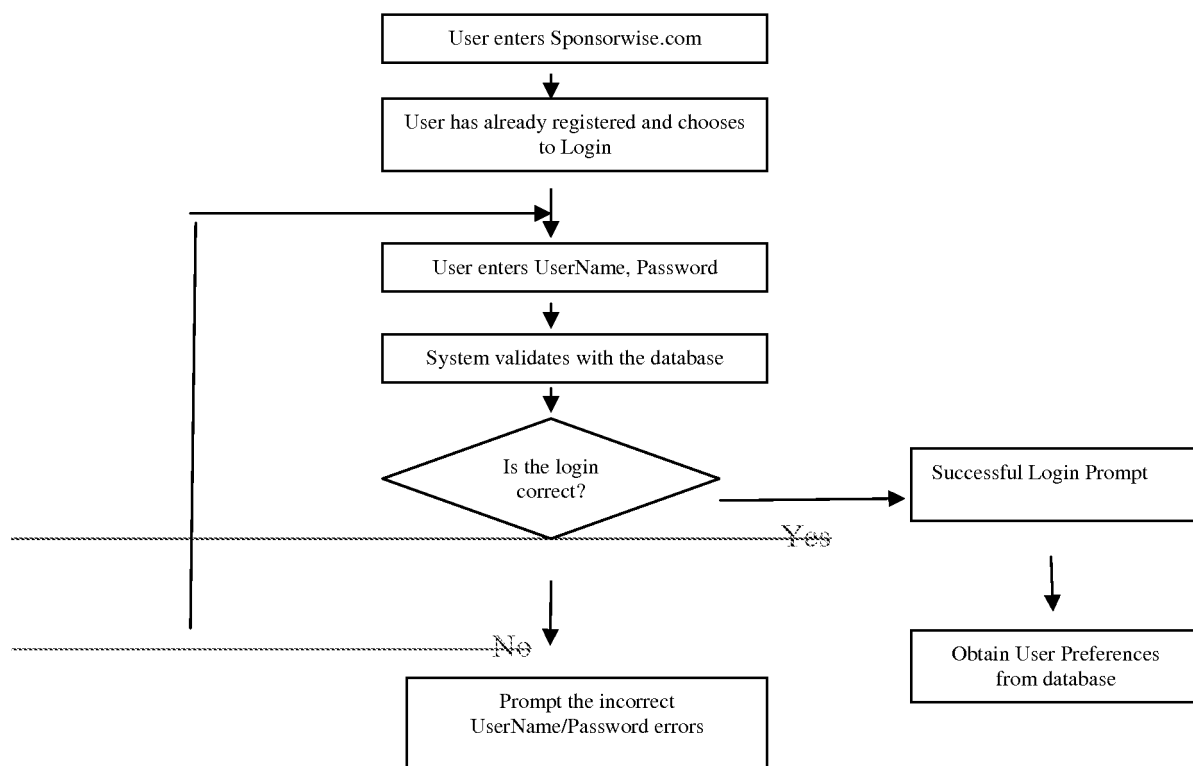 User enters Sponsorwise.com
User has already registered and chooses
to Login
User enters UserName, Password
System validates with the database
Is the login
correct?
Successful Login Prompt
Yes
No
Obtain User Preferences
from database
Prompt the incorrect
UserName/Password errors